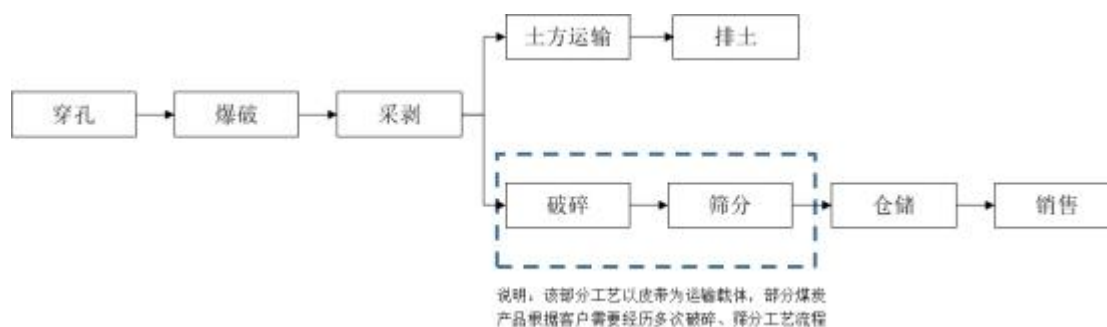 土方运输
排土
穿孔
爆破
采剥
破碎
筛分
仓储
销售
说明：该部分工艺以皮带为运输载体，部分煤炭
产品根据客户需要经历多次破碎、筛分工艺流程